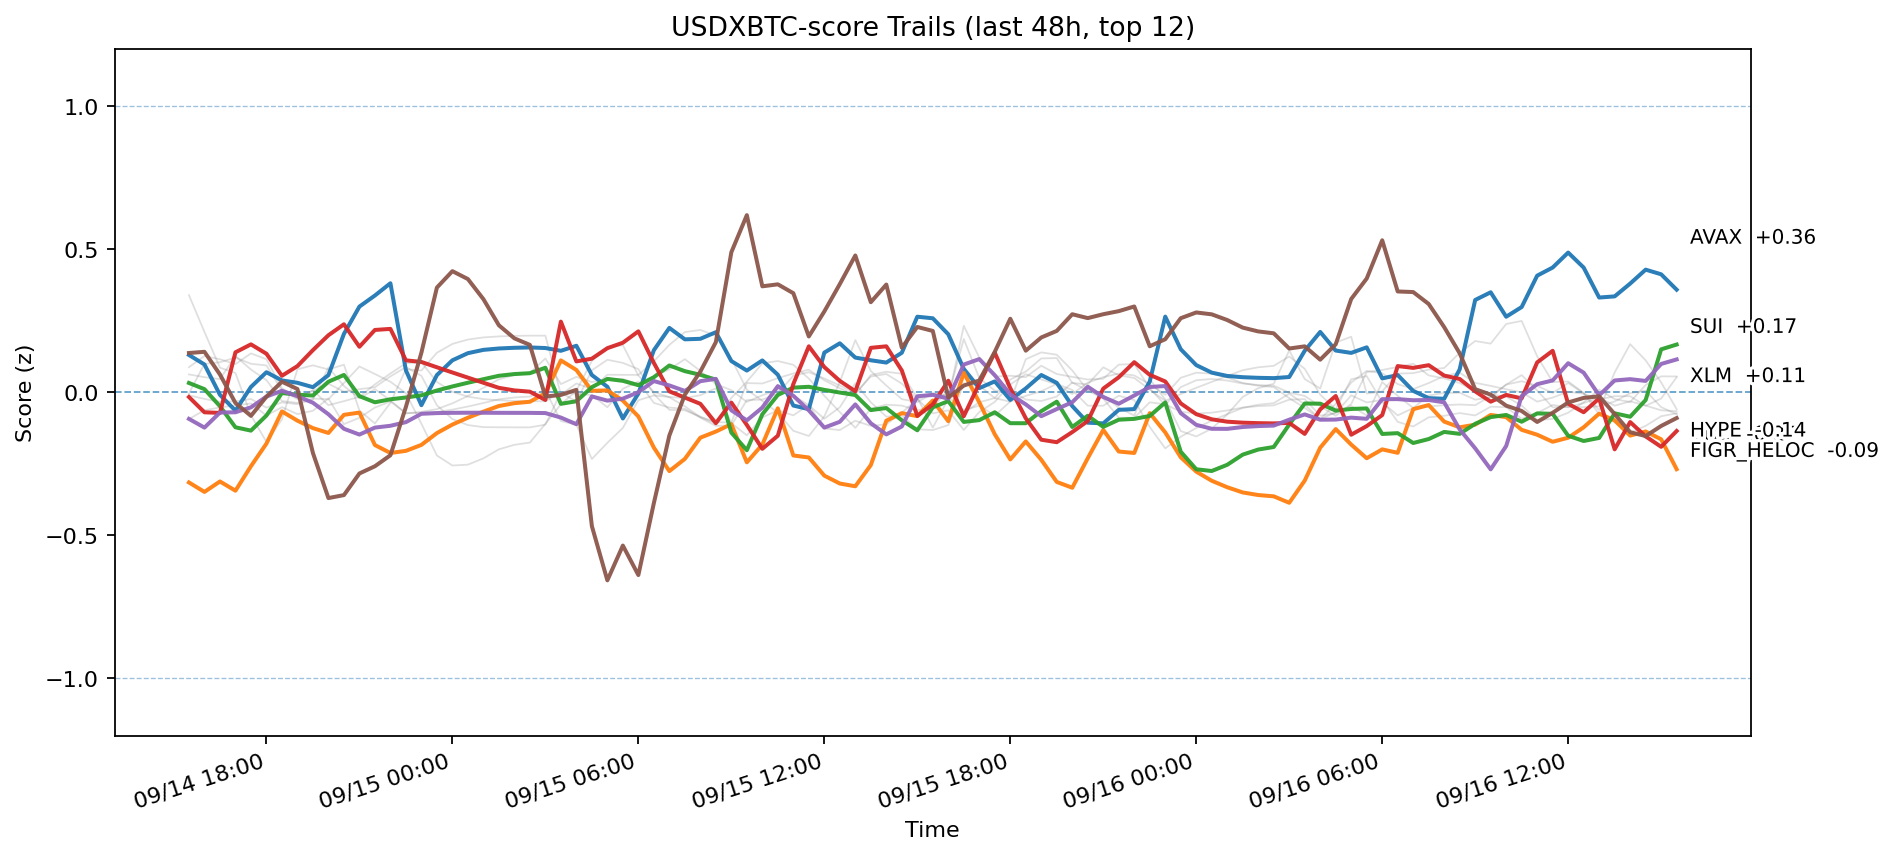 USDXBTC-score Trails (last 48h, top 12)
Score (z)
1.0
0.5
0.0
−0.5
−1.0
AVAX +0.36
SUI +0.17
XLM +0.11
HYPE -0.14
FIGR_HELOC -0.09
09/14 18:00
09/15 00:00
09/15 06:00
09/15 12:00
09/15 18:00
09/16 00:00
09/16 06:00
09/16 12:00
Time